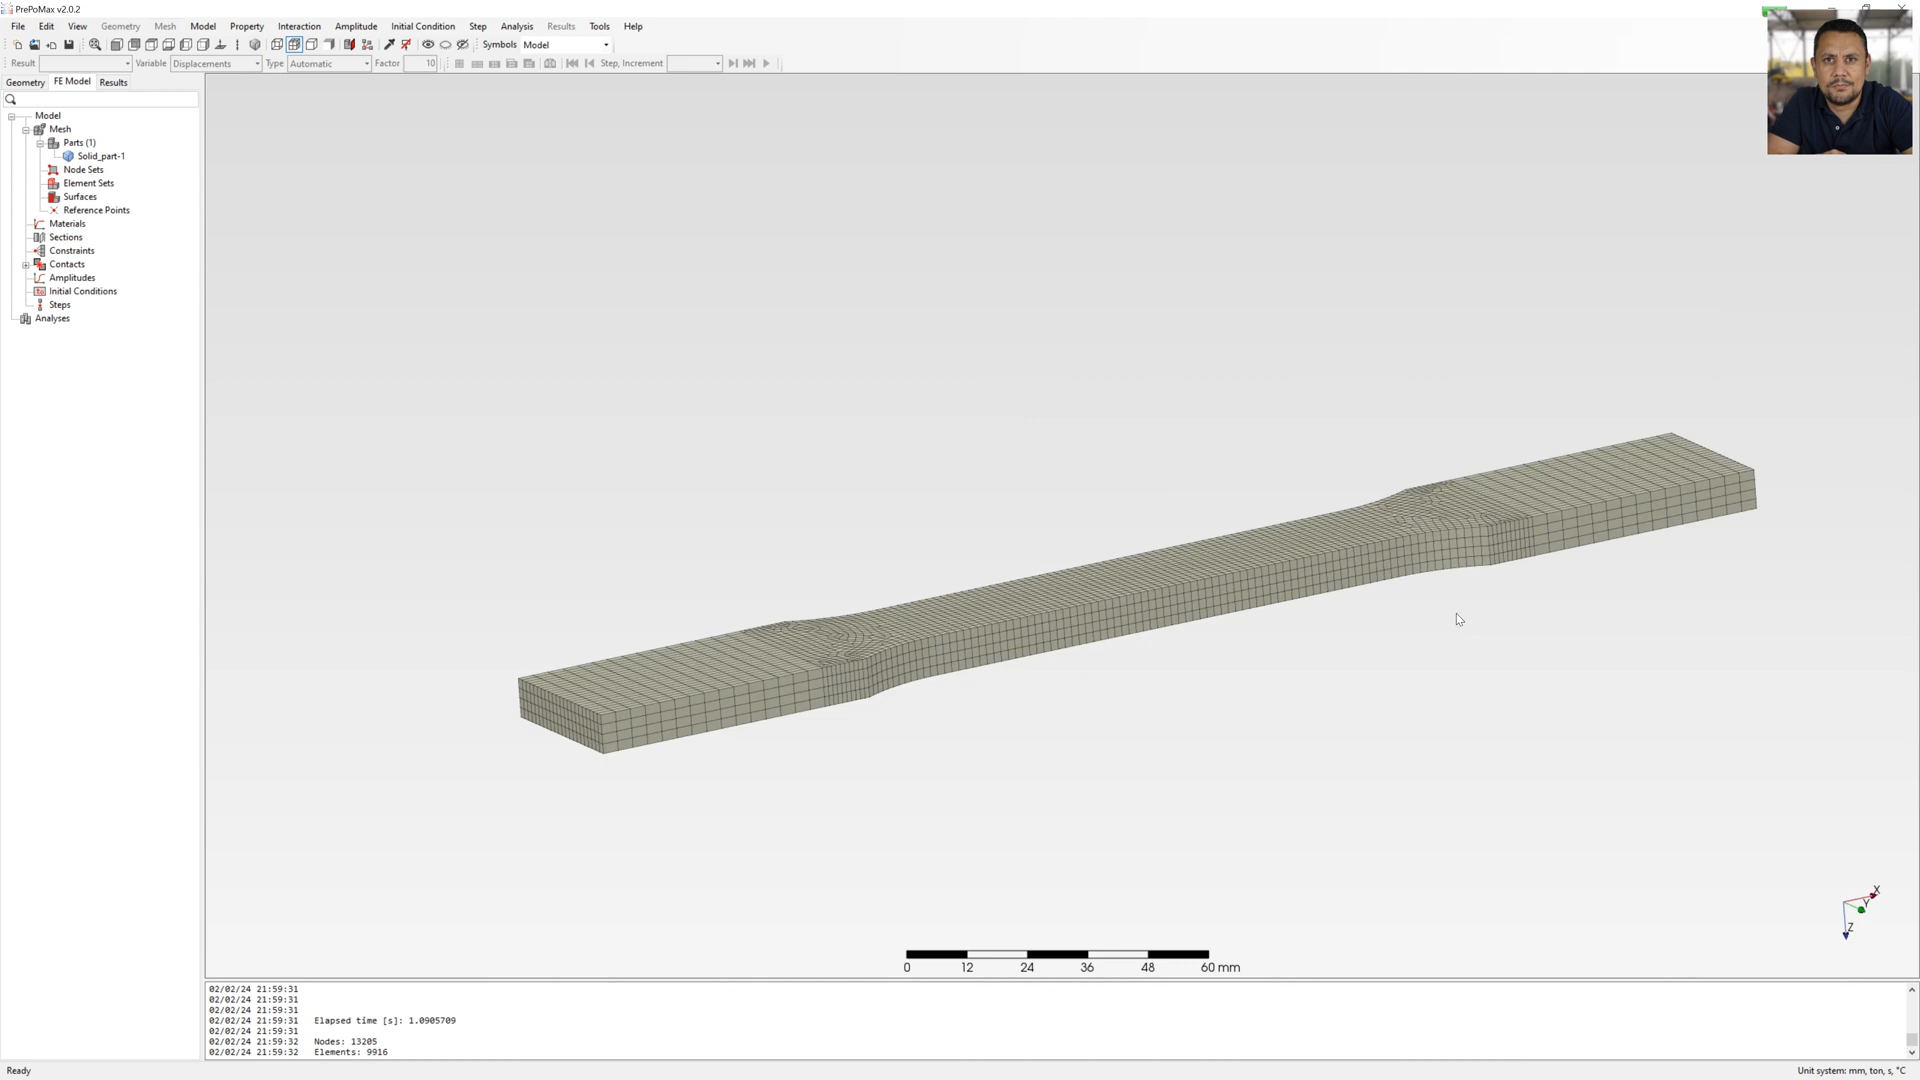 PrePoMax v2.0.2
File Edit View Geometry Mesh Model Property Interaction Amplitude Initial Condition Step Analysis Results Tools Help
Symbols Model
Result Variable Displacements Type Automatic Factor 10 Step, Increment
Geometry FE Model Results
Model
Mesh
Parts (1)
Solid_part-1
Node Sets
Element Sets
Surfaces
Reference Points
Materials
Sections
Constraints
Contacts
Amplitudes
Initial Conditions
Steps
Analyses
X
Y
Z
0 12 24 36 48 60 mm
02/02/24 21:59:31
02/02/24 21:59:31
02/02/24 21:59:31
02/02/24 21:59:31 Elapsed time [s]: 1.0905709
02/02/24 21:59:31
02/02/24 21:59:32 Nodes: 13205
02/02/24 21:59:32 Elements: 9916
Ready
Unit system: mm, ton, s, °C